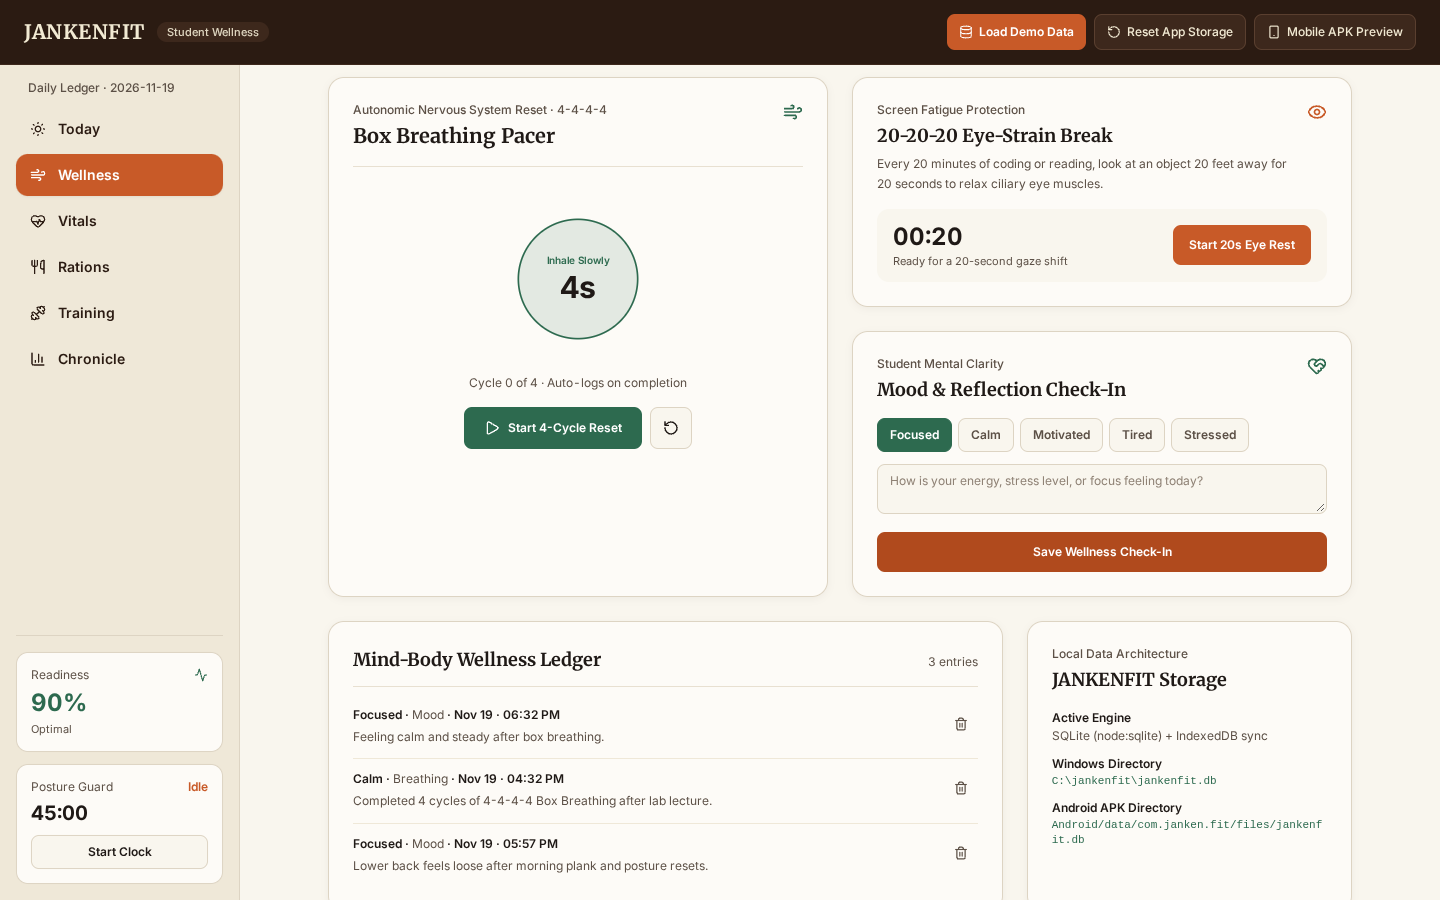 JANKENFIT
Student Wellness
Load Demo Data
Reset App Storage
Mobile APK Preview
Daily Ledger · 2026-11-19
Today
Wellness
Vitals
Rations
Training
Chronicle
Readiness
90%
Optimal
Posture Guard
Idle
45:00
Start Clock
Autonomic Nervous System Reset · 4-4-4-4
Box Breathing Pacer
Inhale Slowly
4s
Cycle 0 of 4 · Auto-logs on completion
Start 4-Cycle Reset
Screen Fatigue Protection
20-20-20 Eye-Strain Break
Every 20 minutes of coding or reading, look at an object 20 feet away for
20 seconds to relax ciliary eye muscles.
00:20
Ready for a 20-second gaze shift
Start 20s Eye Rest
Student Mental Clarity
Mood & Reflection Check-In
Focused
Calm
Motivated
Tired
Stressed
How is your energy, stress level, or focus feeling today?
Save Wellness Check-In
Mind-Body Wellness Ledger
3 entries
Focused · Mood · Nov 19 · 06:32 PM
Feeling calm and steady after box breathing.
Calm · Breathing · Nov 19 · 04:32 PM
Completed 4 cycles of 4-4-4-4 Box Breathing after lab lecture.
Focused · Mood · Nov 19 · 05:57 PM
Lower back feels loose after morning plank and posture resets.
Local Data Architecture
JANKENFIT Storage
Active Engine
SQLite (node:sqlite) + IndexedDB sync
Windows Directory
C:\jankenfit\jankenfit.db
Android APK Directory
Android/data/com.janken.fit/files/jankenf
it.db